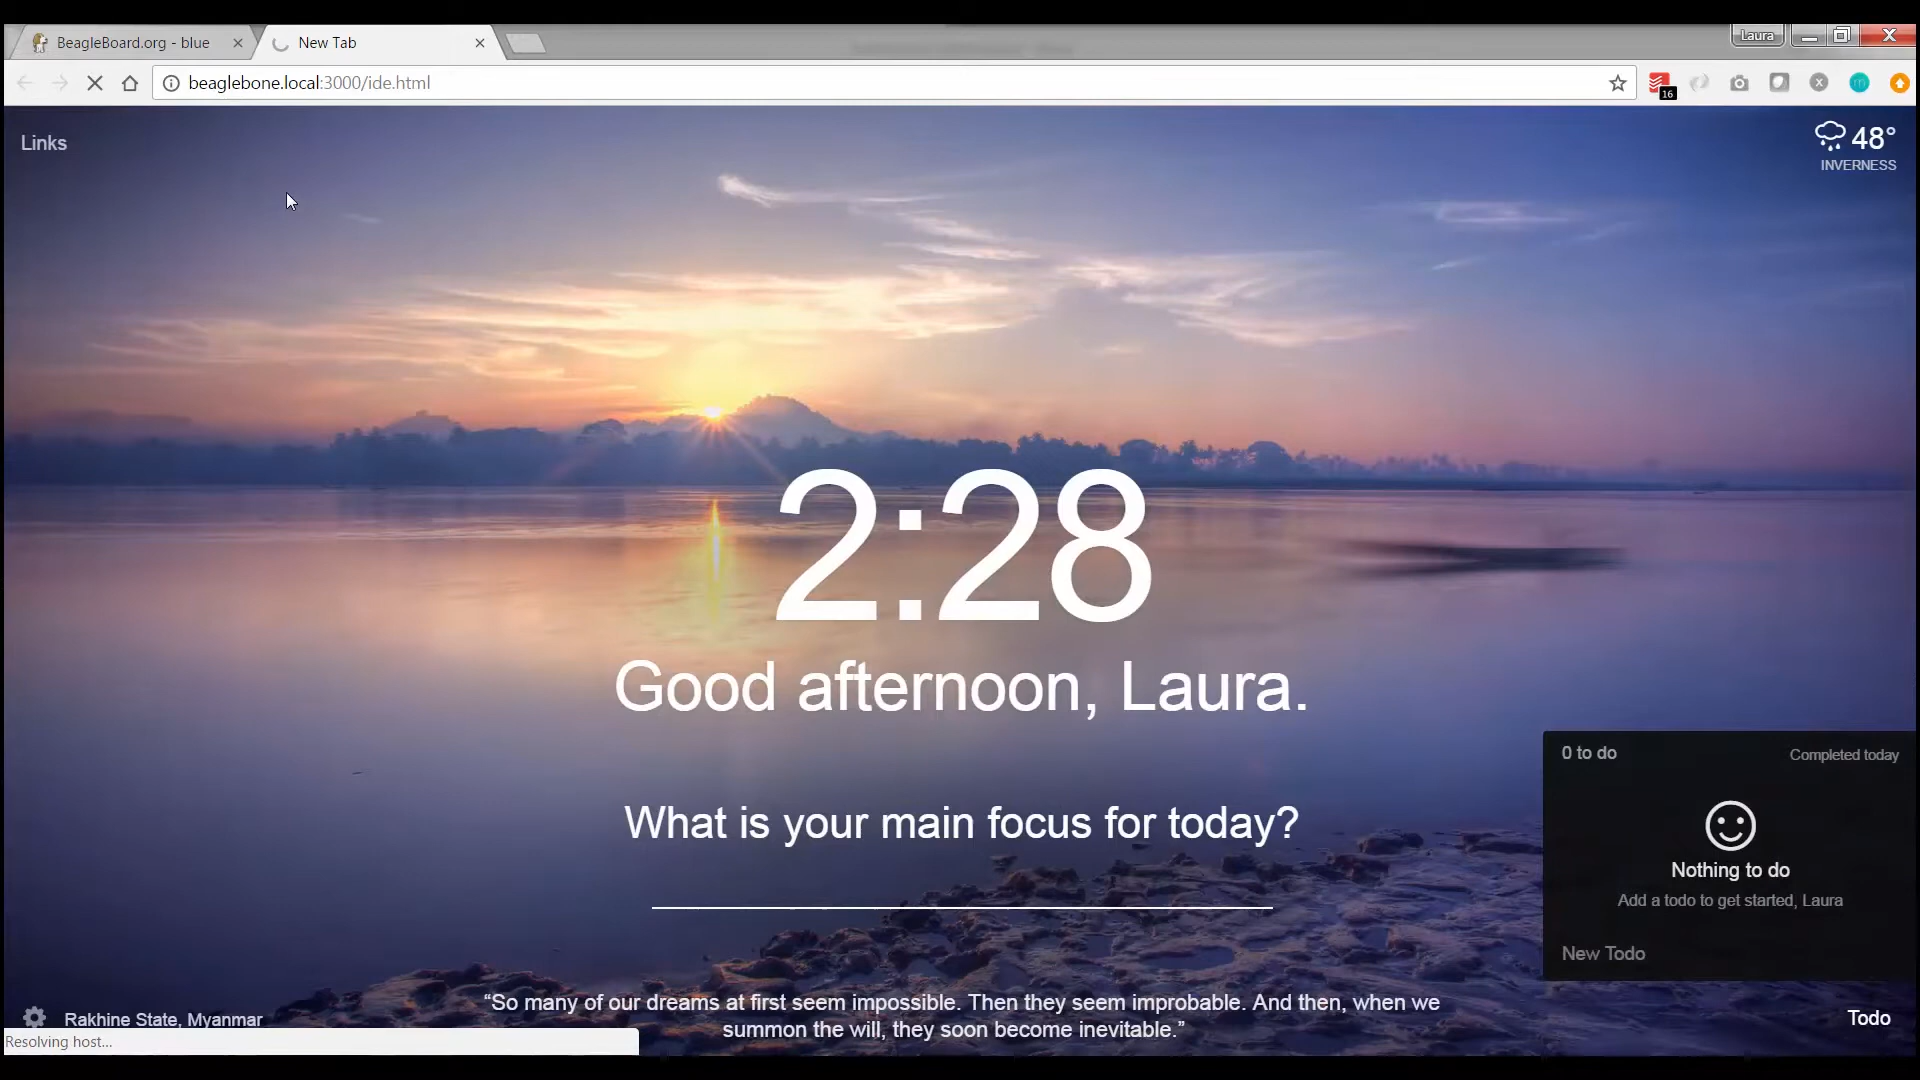 BeagleBoard.org - blue
New Tab
Laura
beaglebone.local:3000/ide.html
16
Links
48°
INVERNESS
2:28
Good afternoon, Laura.
What is your main focus for today?
0 to do
Completed today
Nothing to do
Add a todo to get started, Laura
New Todo
“So many of our dreams at first seem impossible. Then they seem improbable. And then, when we
summon the will, they soon become inevitable.”
Rakhine State, Myanmar
Todo
Resolving host...